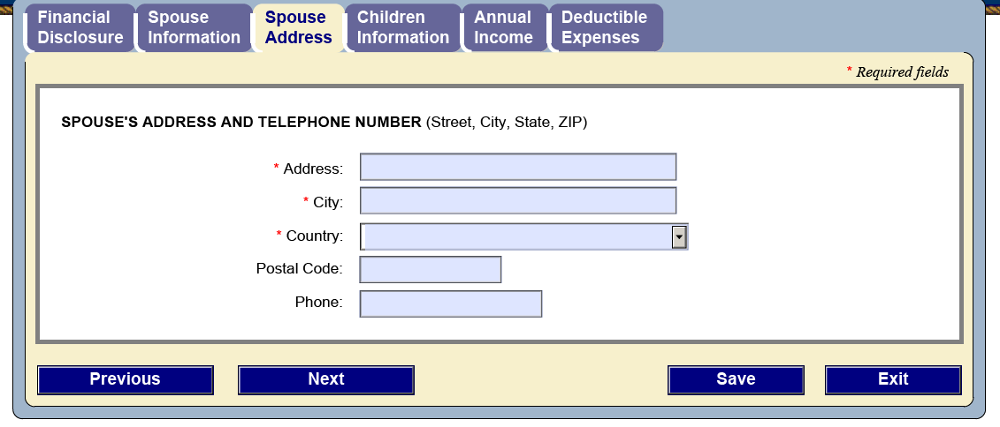 Financial Disclosure
Spouse Information
Spouse Address
Children Information
Annual Income
Deductible Expenses
* Required fields
SPOUSE'S ADDRESS AND TELEPHONE NUMBER (Street, City, State, ZIP)
* Address:
* City:
* Country:
Postal Code:
Phone:
Previous
Next
Save
Exit